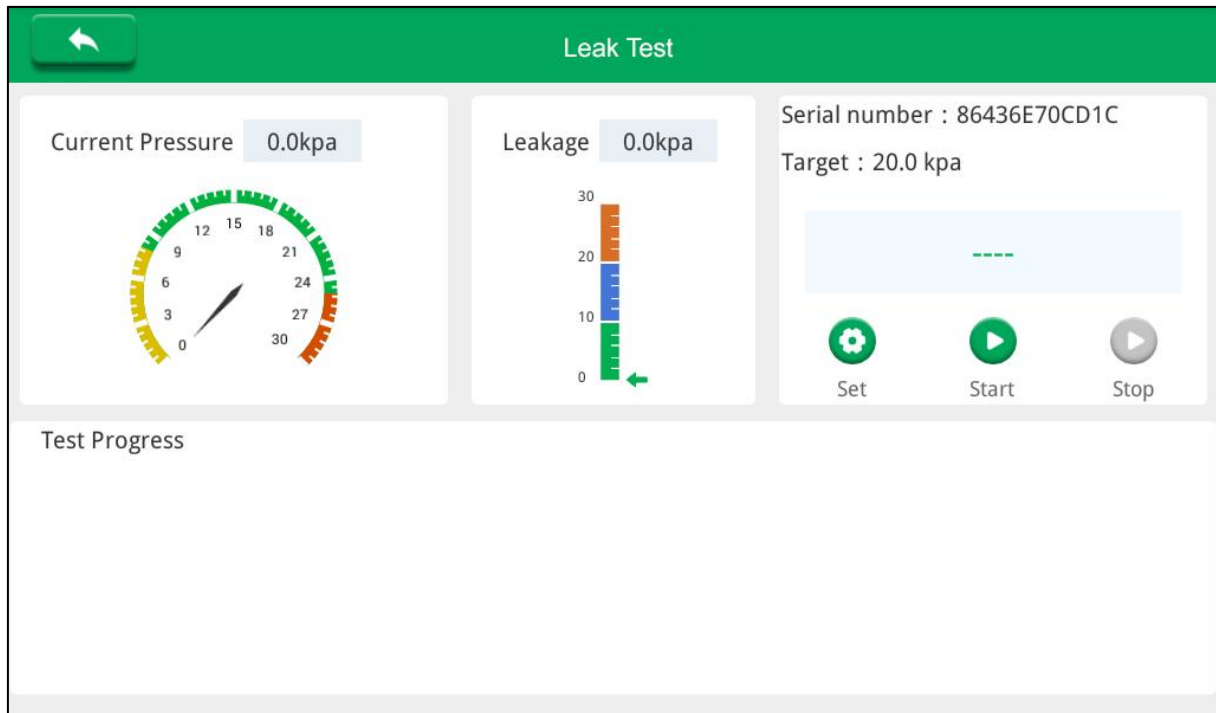 Leak Test
Current Pressure 0.0kpa
0
3
6
9
12
15
18
21
24
27
30
Leakage 0.0kpa
30
20
10
0
Serial number：86436E70CD1C
Target：20.0 kpa
----
Set
Start
Stop
Test Progress